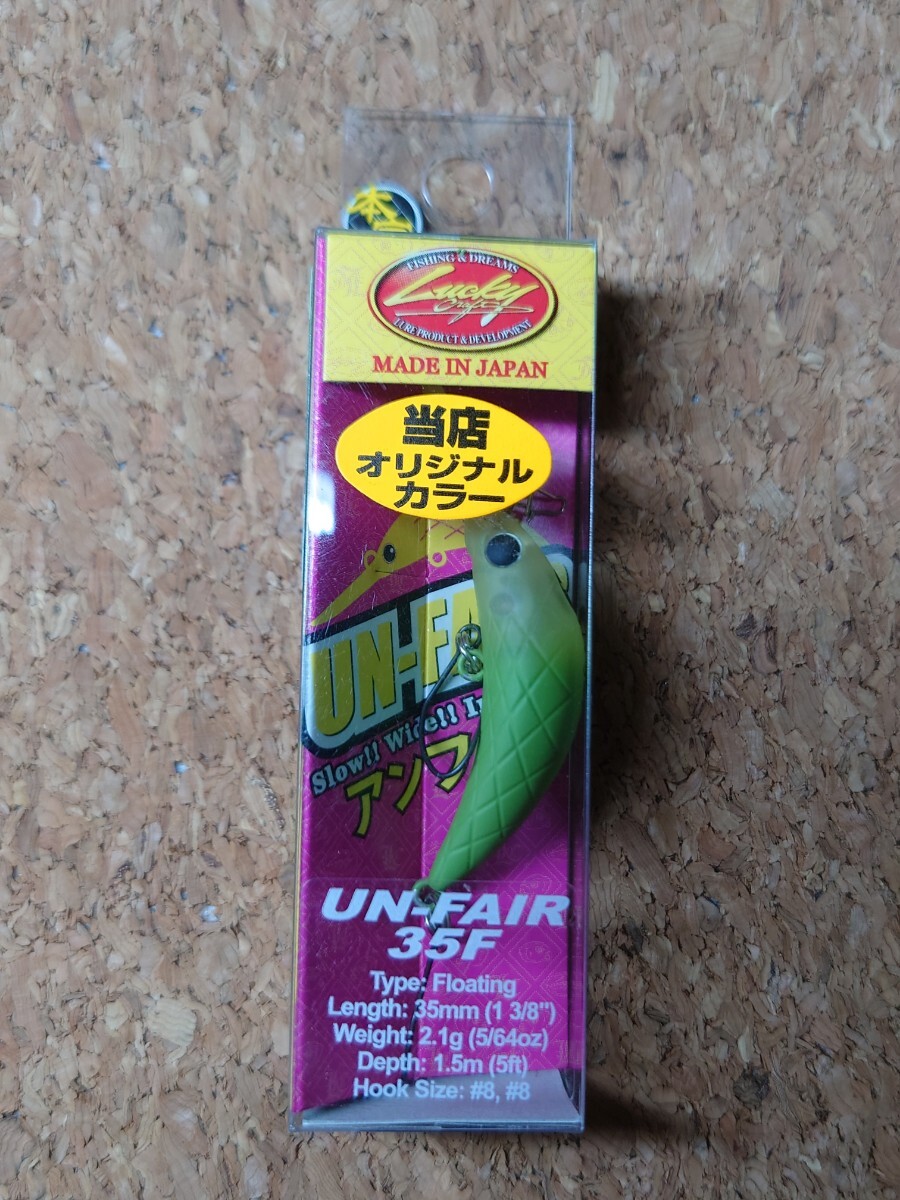 本
FISHING & DREAMS
Lucky
Craft
LURE PRODUCT & DEVELOPMENT
MADE IN JAPAN
当店
オリジナル
カラー
UN-FA
Slow!! Wide!!
アンフ
UN-FAIR
35F
Type: Floating
Length: 35mm (1 3/8")
Weight: 2.1g (5/64oz)
Depth: 1.5m (5ft)
Hook Size: #8, #8